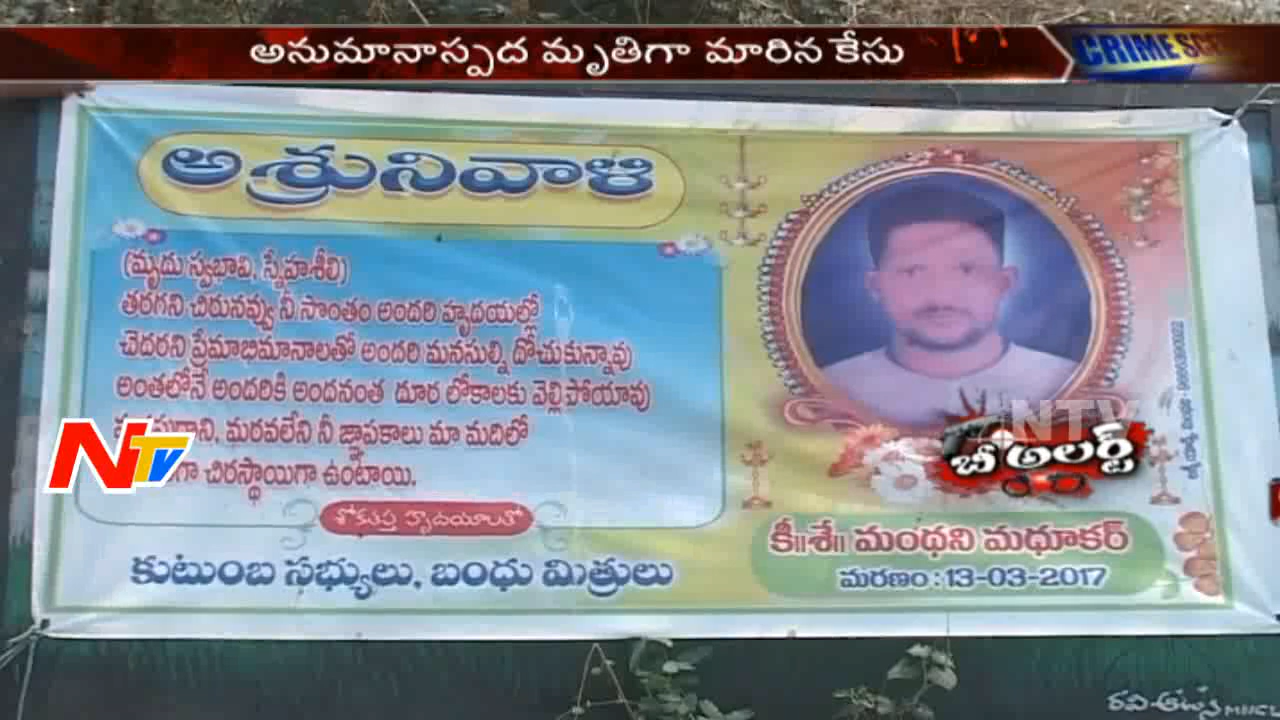 అనుమానాస్పద మృతిగా మారిన కేసు
CRIME
అశ్రునివాళి
(మృదు స్వభావి, స్నేహశీలి)
తరగని చిరునవ్వు నీ సొంతం అందరి హృదయల్లో
చెదరని ప్రేమాభిమానాలతో అందరి మనసుల్ని దోచుకున్నావు
అంతలోనే అందరికి అందనంత దూర లోకాలకు వెల్లిపోయావు
మరవలేని నీ జ్ఞాపకాలు మా మదిలో
చిరస్థాయిగా ఉంటాయి.
శోకతప్త హృదయాలతో
కుటుంబ సభ్యులు, బంధు మిత్రులు
కీ॥శే॥ మంథని మధూకర్
మరణం : 13-03-2017
NTV
NTV
బీ అలర్ట్